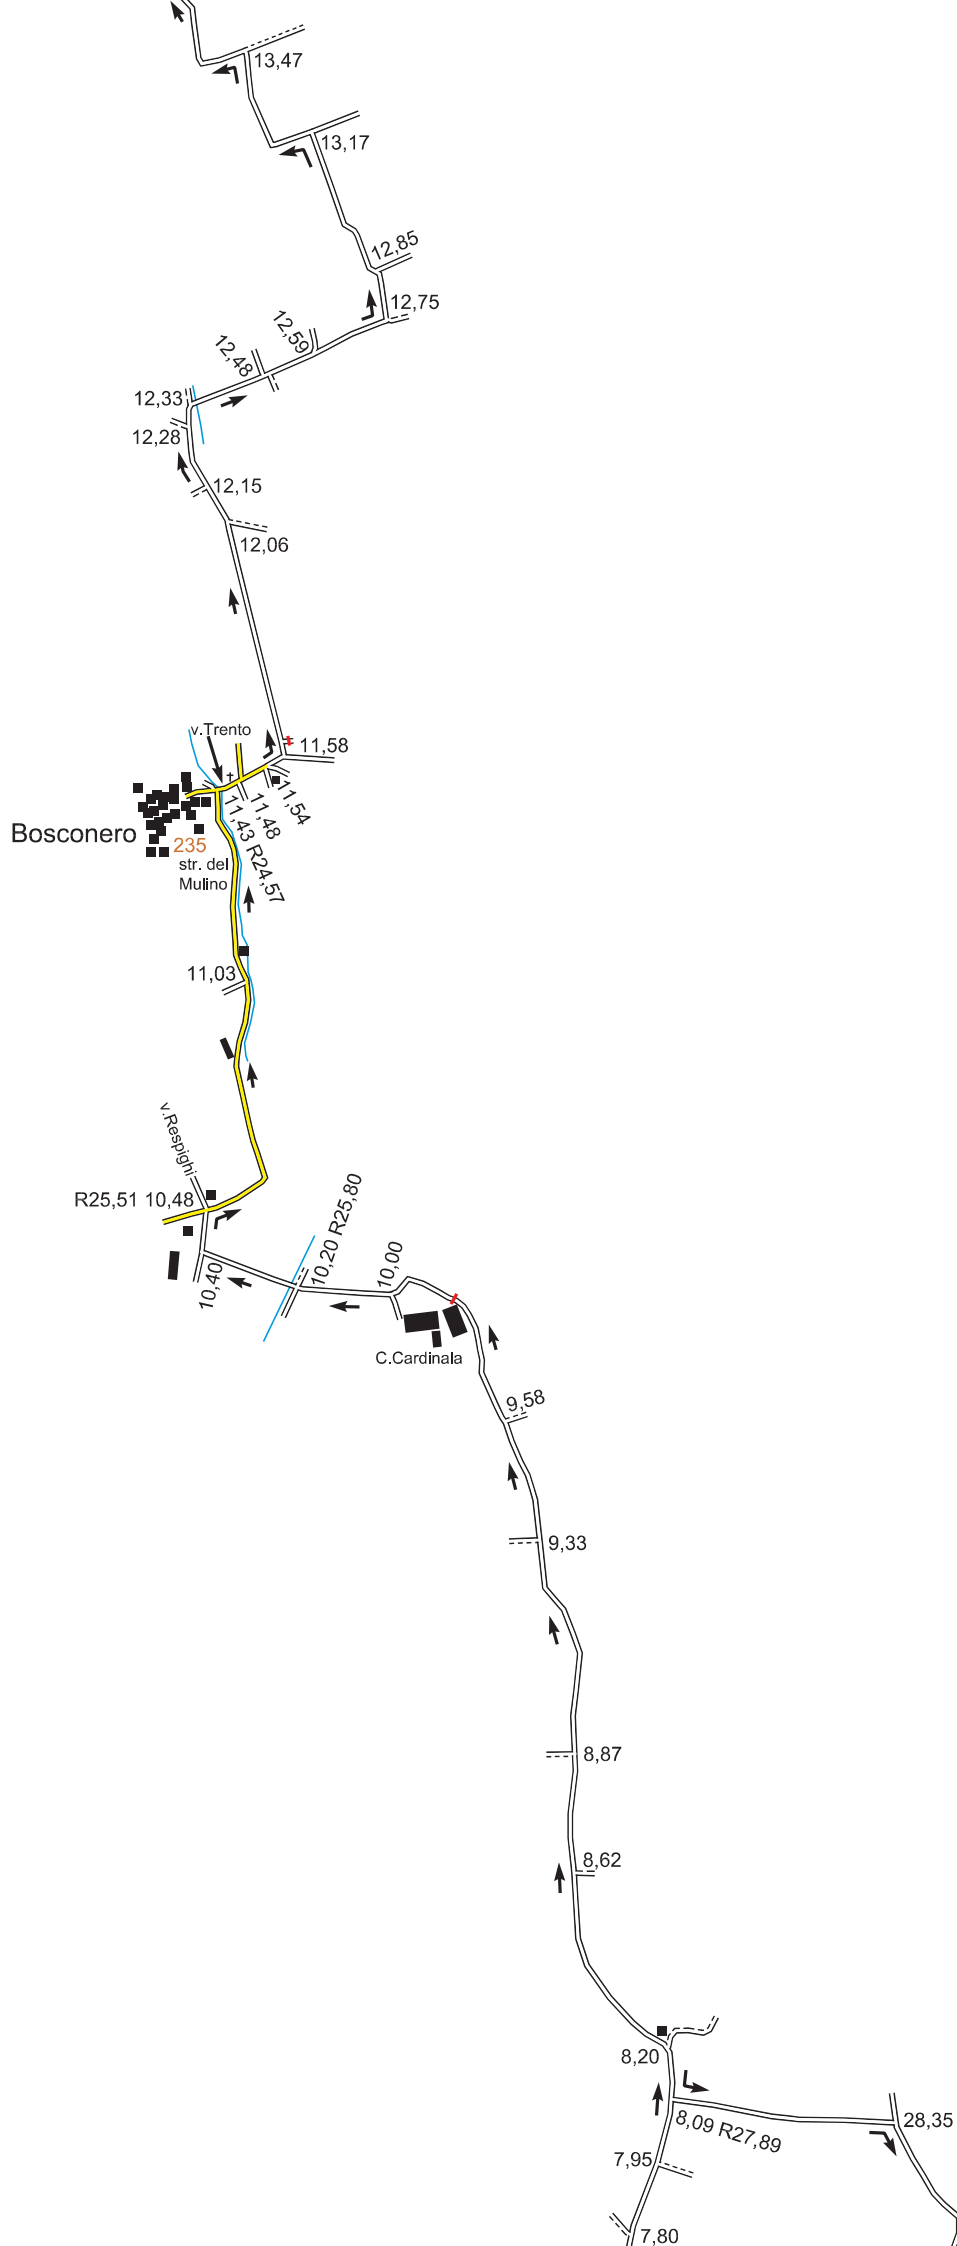 13,47
13,17
12,85
12,75
12,59
12,48
12,33
12,28
12,15
12,06
v.Trento
11,58
11,54
11,48
11,43 R24,57
Bosconero
235
str. del
Mulino
11,03
v.Respighi
R25,51 10,48
10,20 R25,80
10,00
10,40
C.Cardinala
9,58
9,33
8,87
8,62
8,20
8,09 R27,89
28,35
7,95
7,80